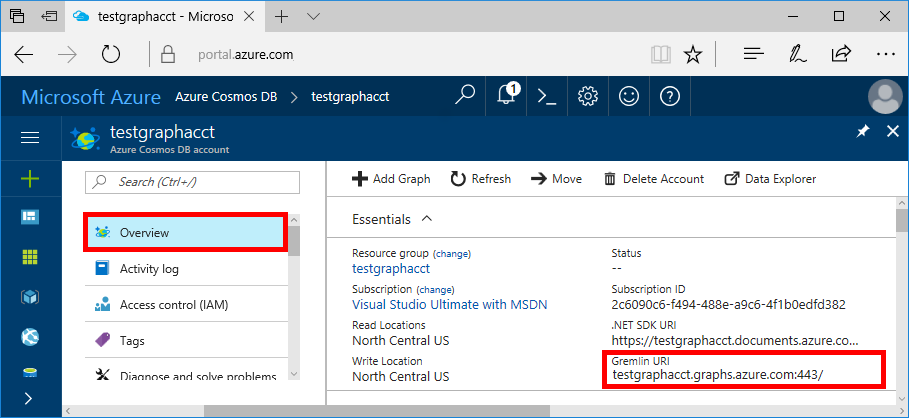 testgraphacct - Microso
portal.azure.com
Microsoft Azure Azure Cosmos DB > testgraphacct 1
testgraphacct
Azure Cosmos DB account
Search (Ctrl+/)
Add Graph Refresh Move Delete Account Data Explorer
Essentials
Overview
Activity log
Access control (IAM)
Tags
Diagnose and solve problems
Resource group (change)
testgraphacct
Status
--
Subscription (change)
Visual Studio Ultimate with MSDN
Subscription ID
2c6090c6-f494-488e-a9c6-4f1b0edfd382
Read Locations
North Central US
.NET SDK URI
https://testgraphacct.documents.azure.co...
Write Location
North Central US
Gremlin URI
testgraphacct.graphs.azure.com:443/